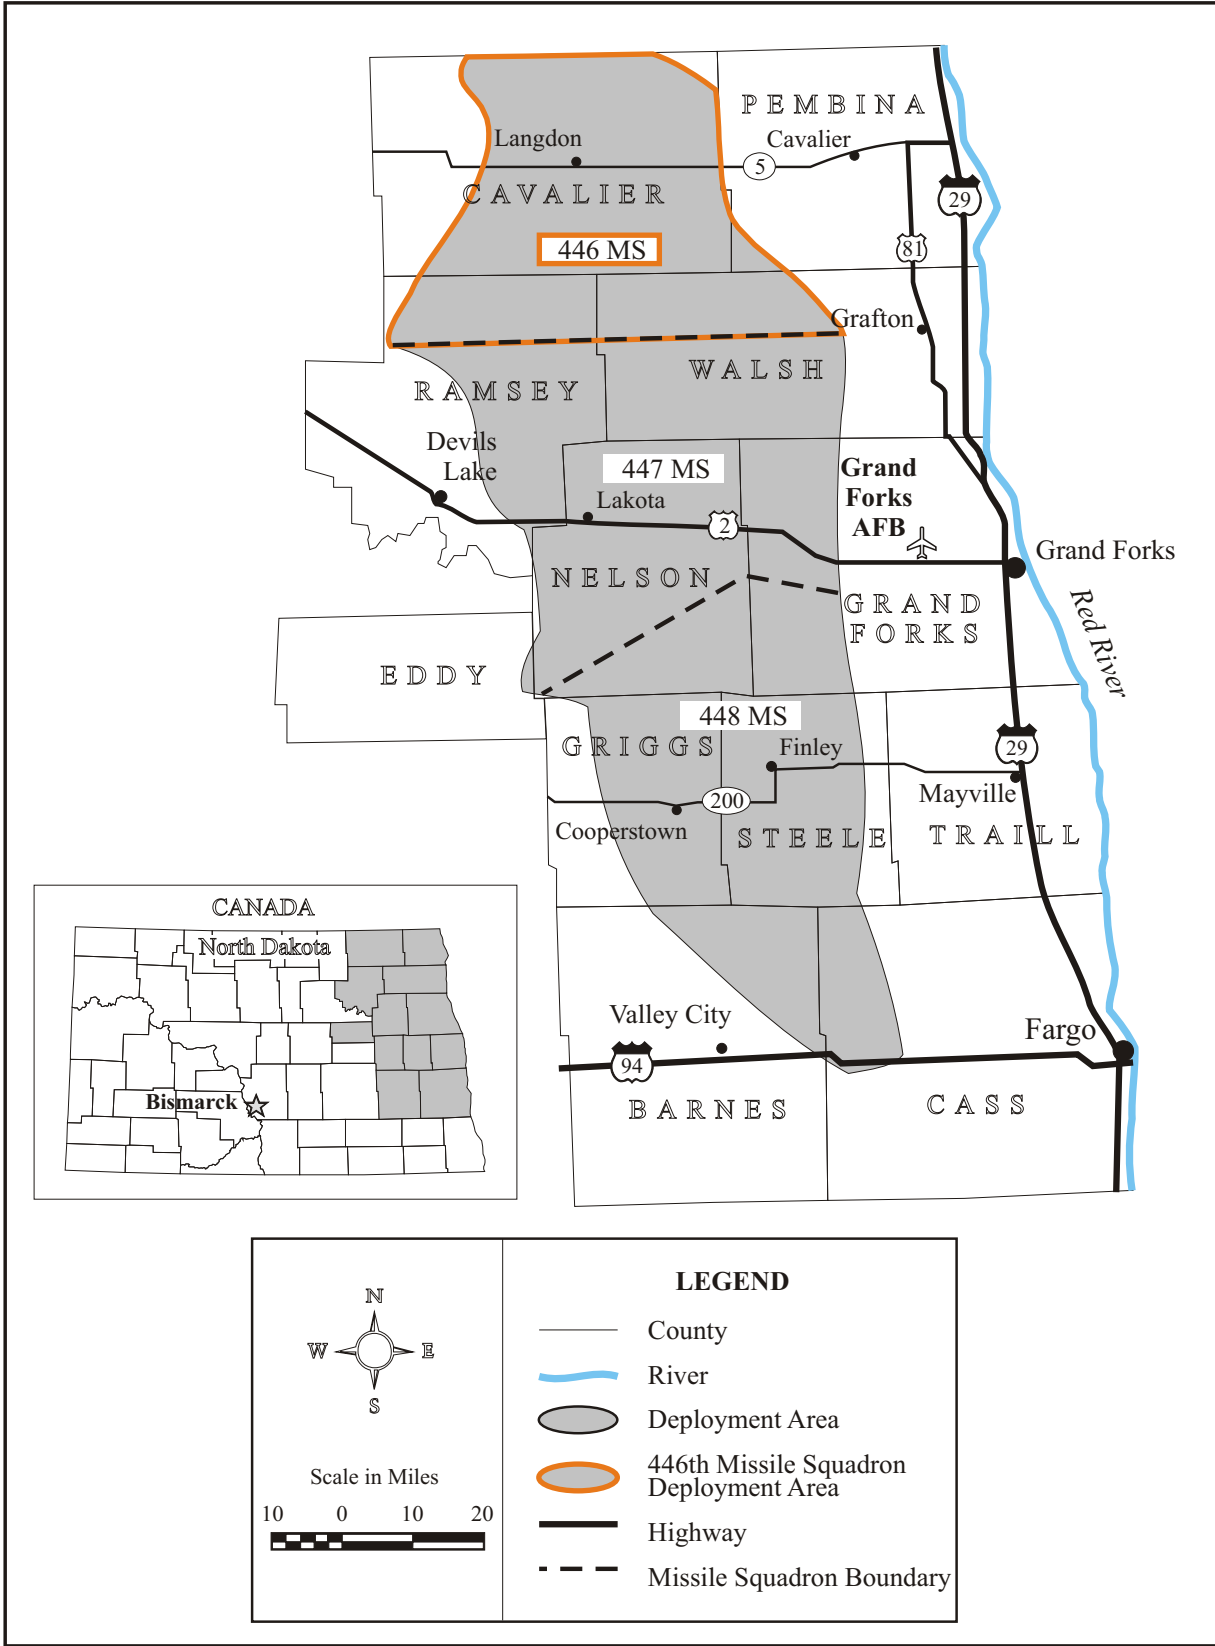 PEMBINA
Langdon
Cavalier
5
CAVALIER
29
446 MS
81
Grafton
WALSH
RAMSEY
Devils
Lake
447 MS
Grand
Forks
AFB
Lakota
2
Grand Forks
NELSON
GRAND
FORKS
Red River
EDDY
448 MS
GRIGGS
Finley
29
Mayville
200
Cooperstown
STEELE
TRAILL
CANADA
North Dakota
Bismarck
Valley City
Fargo
94
BARNES
CASS
N
W
E
S
Scale in Miles
10 0 10 20
LEGEND
County
River
Deployment Area
446th Missile Squadron
Deployment Area
Highway
Missile Squadron Boundary